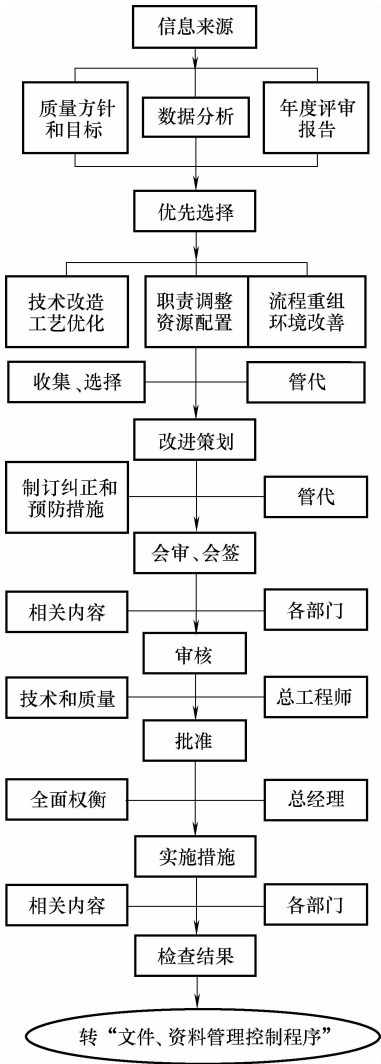 信息来源
质量方针
和目标
数据分析
年度评审
报告
优先选择
技术改造
工艺优化
职责调整
资源配置
流程重组
环境改善
收集、选择
管代
改进策划
制订纠正和
预防措施
管代
会审、会签
相关内容
各部门
审核
技术和质量
总工程师
批准
全面权衡
总经理
实施措施
相关内容
各部门
检查结果
转“文件、资料管理控制程序”